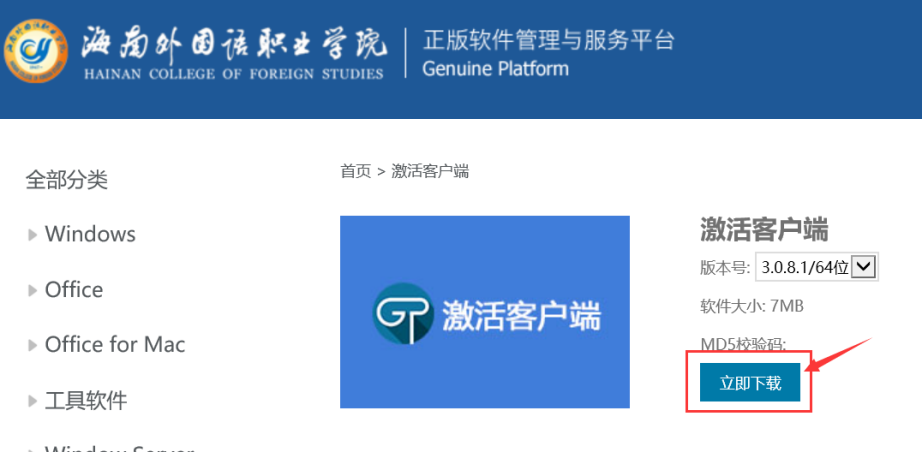 海南外国语职业学院
HAINAN COLLEGE OF FOREIGN STUDIES
正版软件管理与服务平台
Genuine Platform
全部分类
Windows
Office
Office for Mac
工具软件
Window Server
首页 > 激活客户端
GP 激活客户端
激活客户端
版本号: 3.0.8.1/64位
软件大小: 7MB
MD5校验码:
立即下载